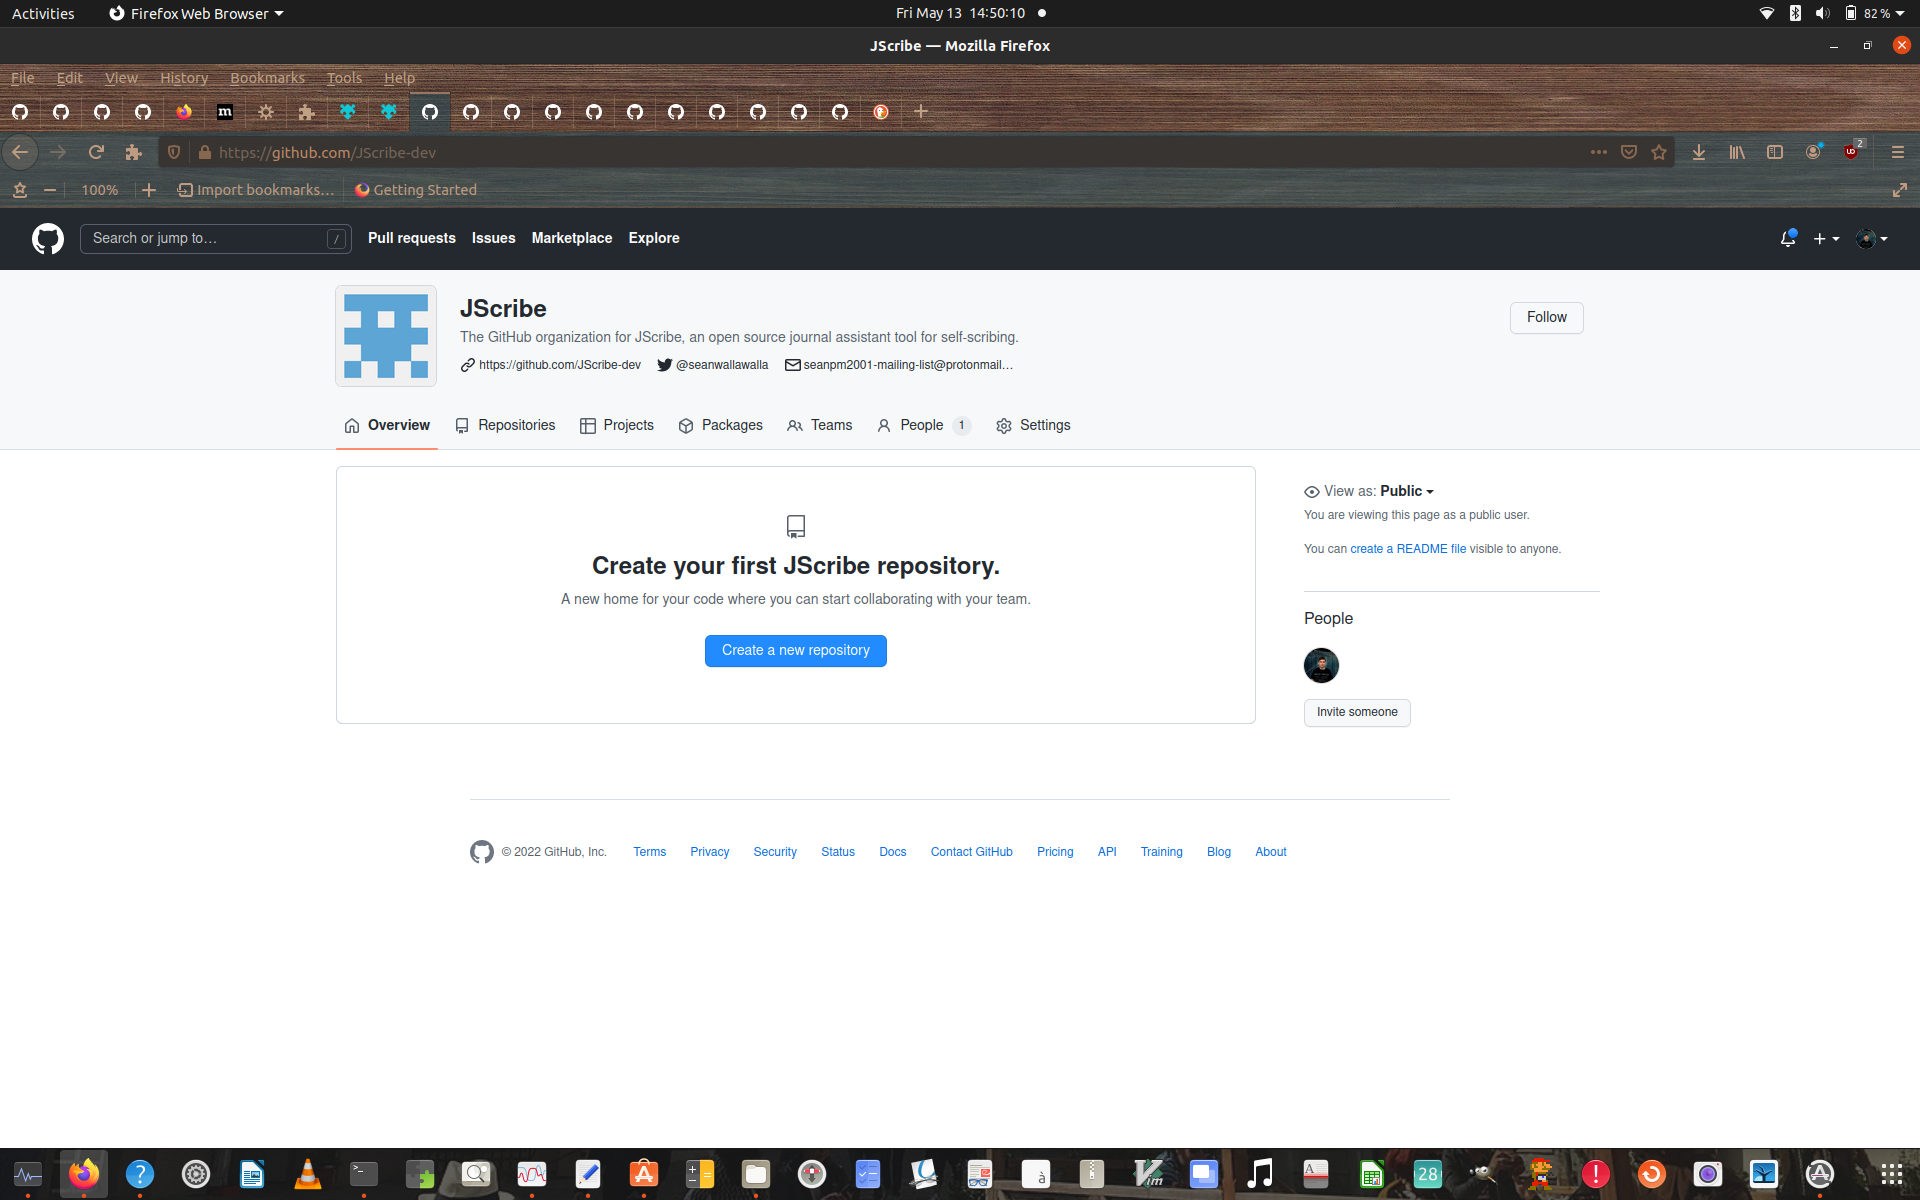 Activities Firefox Web Browser Fri May 13 14:50:10 82 %
JScribe — Mozilla Firefox
File Edit View History Bookmarks Tools Help
m
https://github.com/JScribe-dev 2
100% Import bookmarks… Getting Started
Search or jump to… / Pull requests Issues Marketplace Explore
JScribe
The GitHub organization for JScribe, an open source journal assistant tool for self-scribing.
https://github.com/JScribe-dev @seanwallawalla seanpm2001-mailing-list@protonmail…
Follow
Overview Repositories Projects Packages Teams People 1 Settings
Create your first JScribe repository.
A new home for your code where you can start collaborating with your team.
Create a new repository
View as: Public
You are viewing this page as a public user.
You can create a README file visible to anyone.
People
Invite someone
© 2022 GitHub, Inc. Terms Privacy Security Status Docs Contact GitHub Pricing API Training Blog About
28